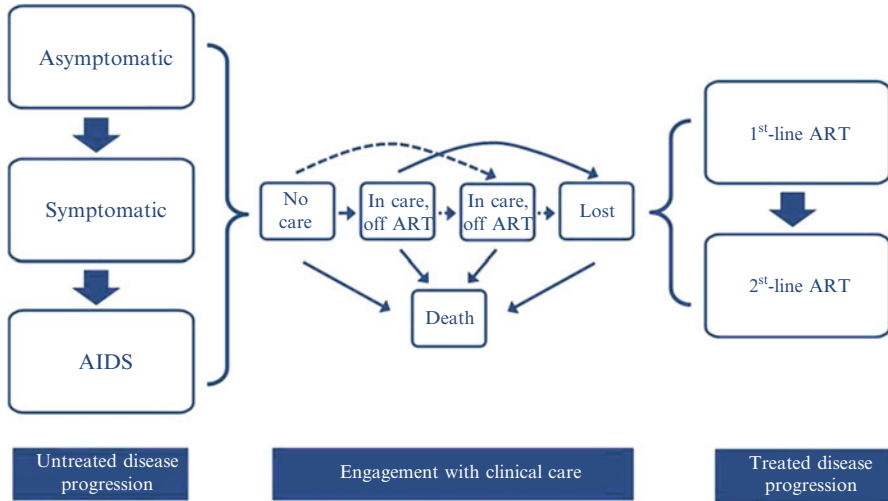 Asymptomatic
Symptomatic
AIDS
Untreated disease
progression
No
care
In care,
off ART
In care,
off ART
Lost
Death
Engagement with clinical care
1st-line ART
2st-line ART
Treated disease
progression